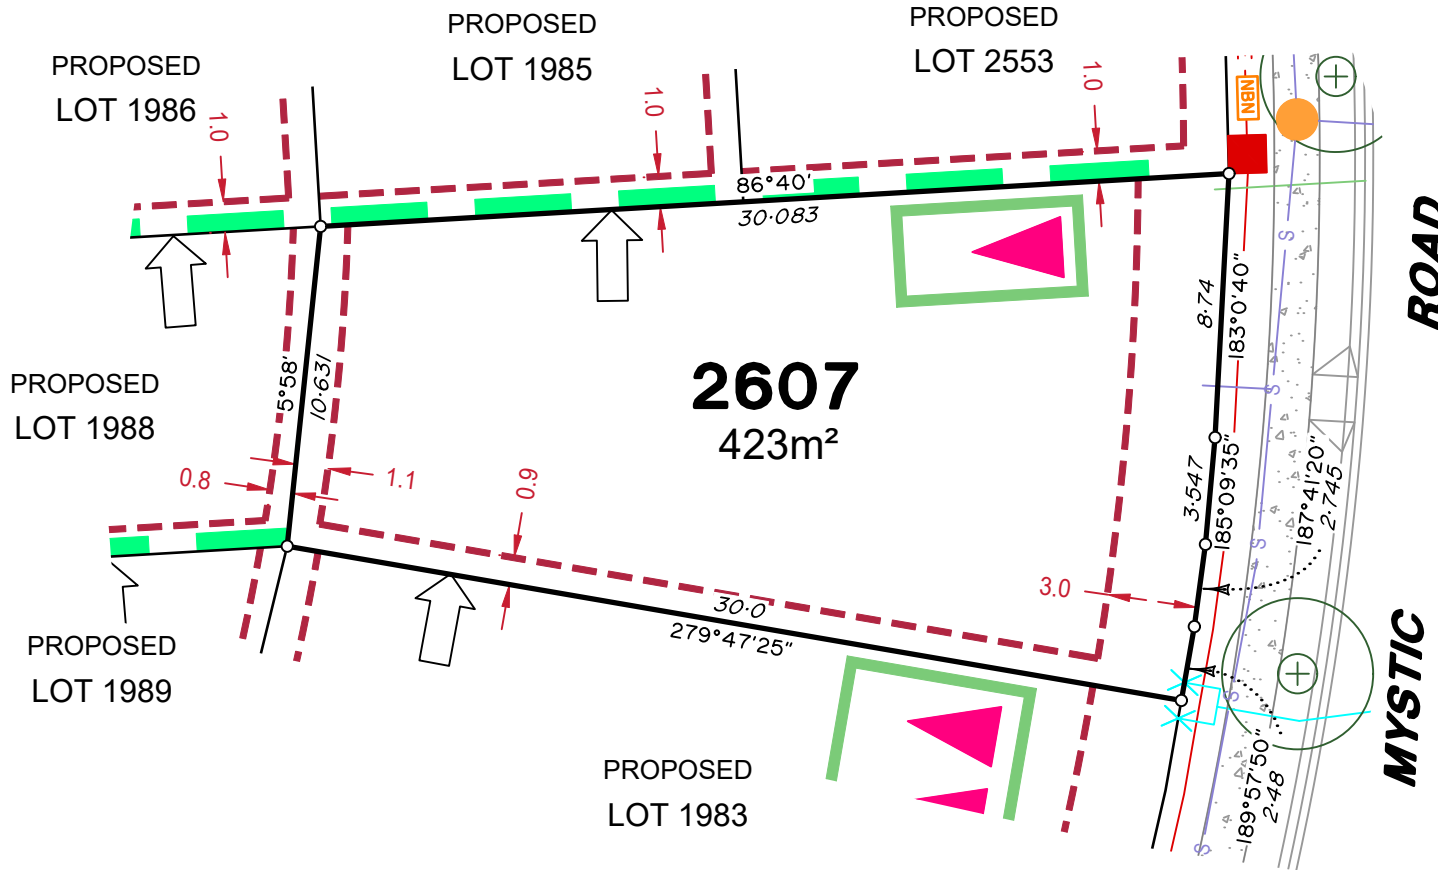 PROPOSED
LOT 1986
PROPOSED
LOT 1985
PROPOSED
LOT 2553
1.0
1.0
1.0
NBN
86°40'
30·083
ROAD
8·74
183°0'40"
S
PROPOSED
LOT 1988
5°58'
10·631
2607
423m²
S
0.8
1.1
0.9
3·547
185°09'35"
187°41'20"
2·745
S
3.0
30·0
279°47'25"
PROPOSED
LOT 1989
S
MYSTIC
PROPOSED
LOT 1983
189°57'50"
2·48
S